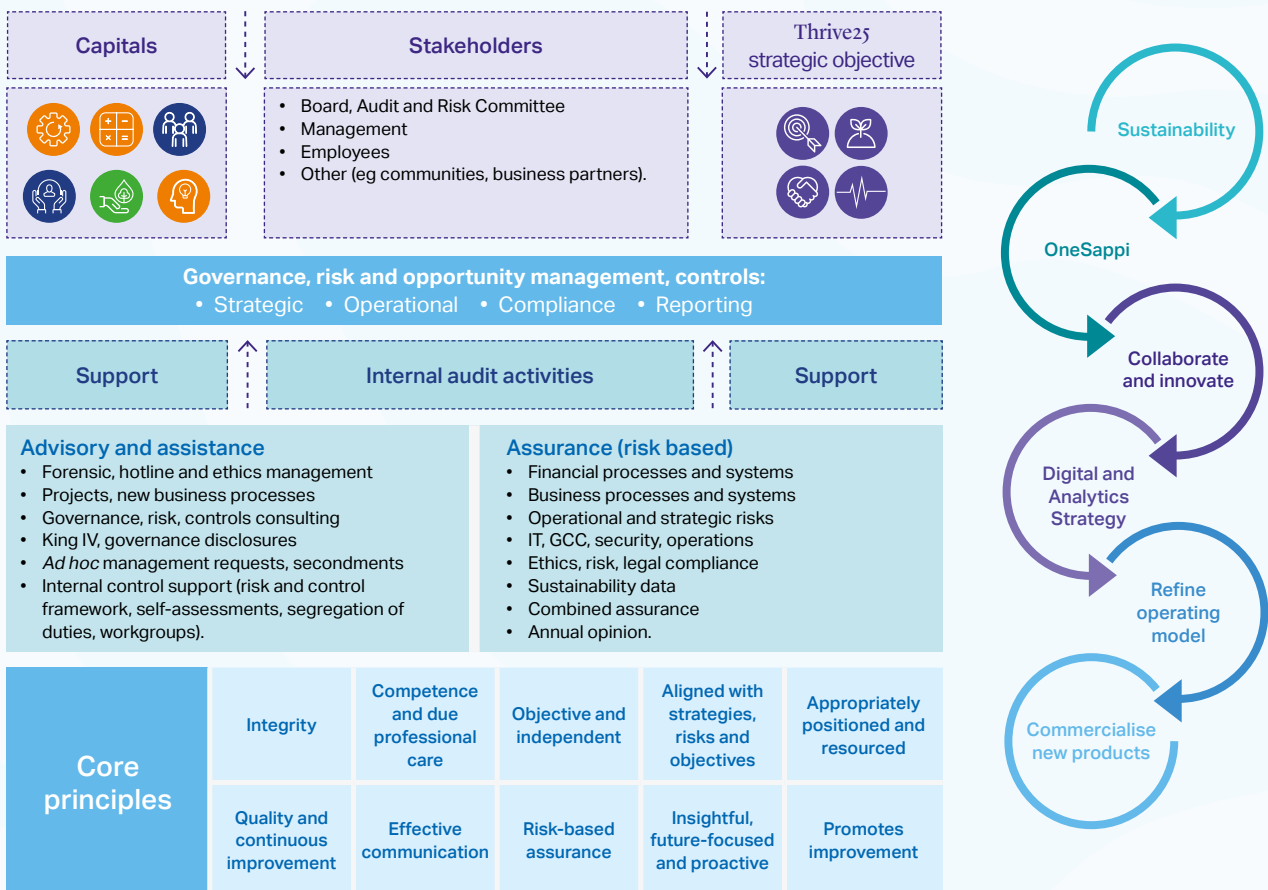 Capitals
Stakeholders
Thrive25
strategic objective
• Board, Audit and Risk Committee
• Management
• Employees
• Other (eg communities, business partners).
Governance, risk and opportunity management, controls:
• Strategic • Operational • Compliance • Reporting
Support
Internal audit activities
Support
Advisory and assistance
• Forensic, hotline and ethics management
• Projects, new business processes
• Governance, risk, controls consulting
• King IV, governance disclosures
• Ad hoc management requests, secondments
• Internal control support (risk and control
framework, self-assessments, segregation of
duties, workgroups).
Assurance (risk based)
• Financial processes and systems
• Business processes and systems
• Operational and strategic risks
• IT, GCC, security, operations
• Ethics, risk, legal compliance
• Sustainability data
• Combined assurance
• Annual opinion.
Core
principles
Integrity
Competence
and due
professional
care
Objective and
independent
Aligned with
strategies,
risks and
objectives
Appropriately
positioned and
resourced
Quality and
continuous
improvement
Effective
communication
Risk-based
assurance
Insightful,
future-focused
and proactive
Promotes
improvement
Sustainability
OneSappi
Collaborate
and innovate
Digital and
Analytics
Strategy
Refine
operating
model
Commercialise
new products